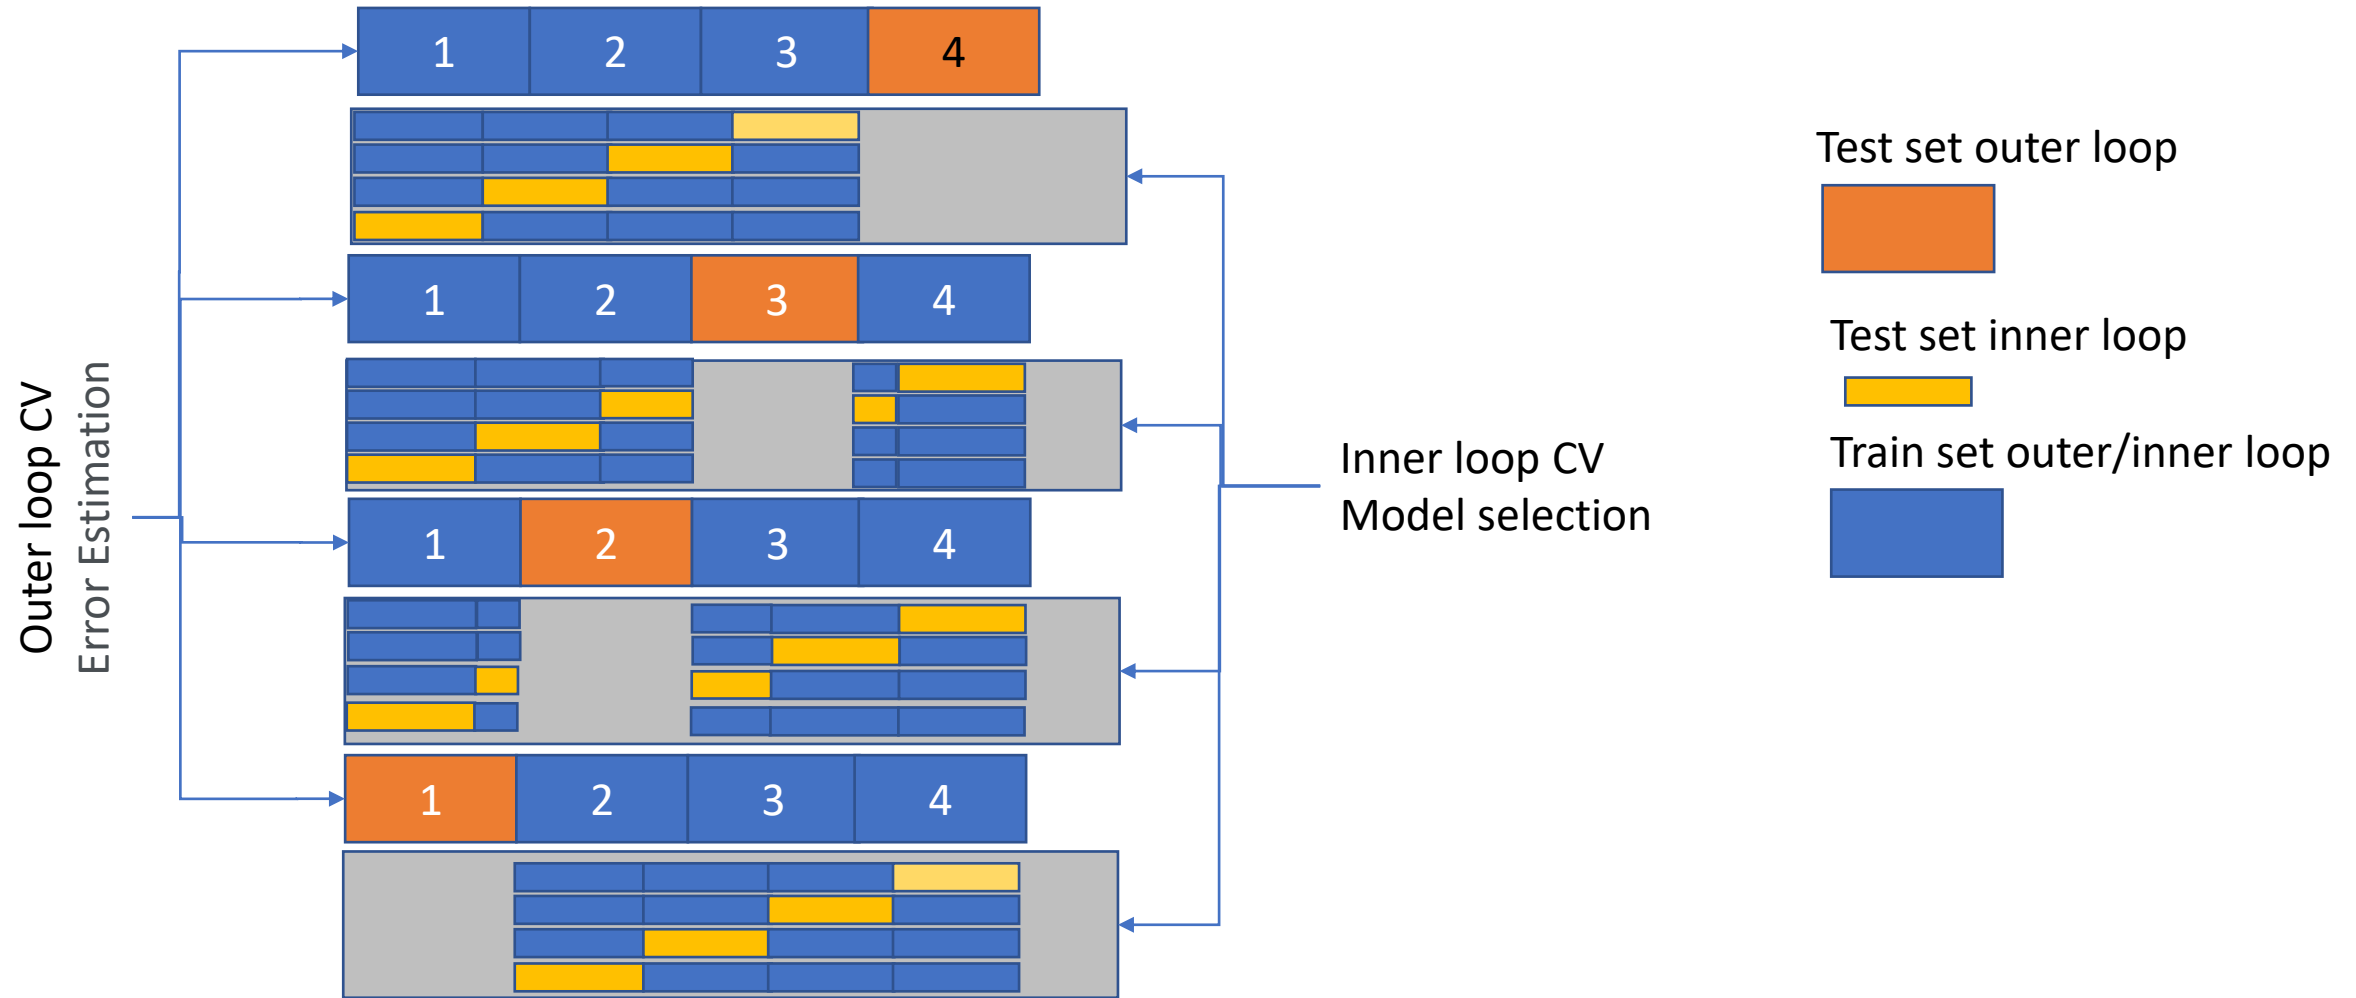 1 2 3 4
1 2 3 4
1 2 3 4
1 2 3 4
Outer loop CV
Error Estimation
Inner loop CV
Model selection
Test set outer loop
Test set inner loop
Train set outer/inner loop